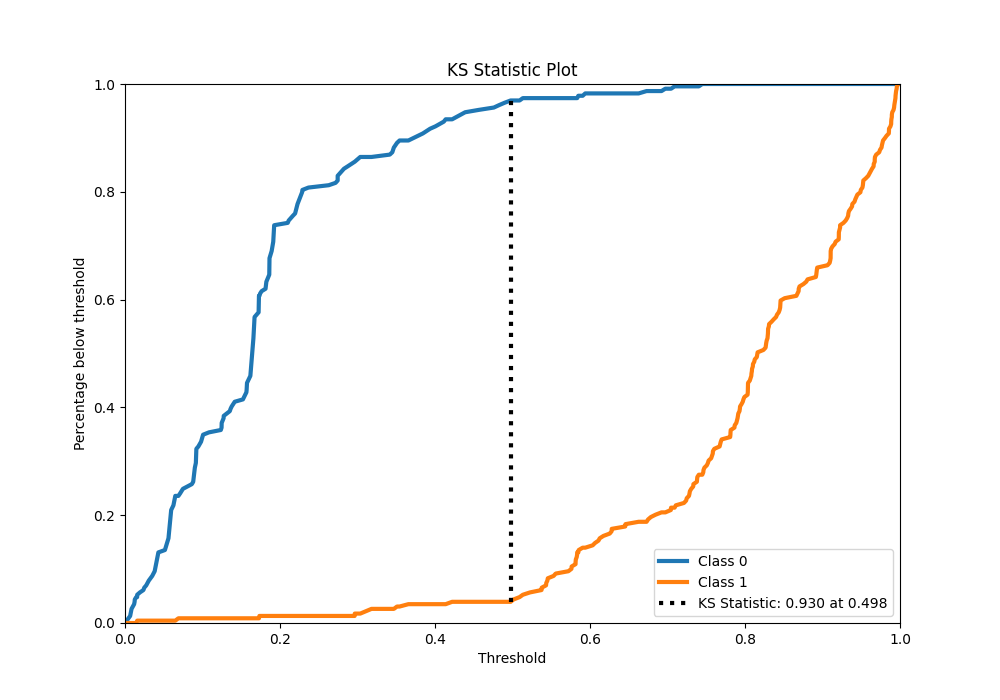 KS Statistic Plot
1.0
0.8
0.6
0.4
0.2
0.0
Percentage below threshold
0.0 0.2 0.4 0.6 0.8 1.0
Threshold
Class 0
Class 1
KS Statistic: 0.930 at 0.498